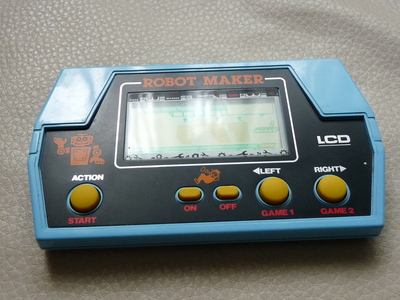 ROBOT MAKER
LCD
ACTION
◀LEFT
RIGHT▶
START
ON
OFF
GAME 1
GAME 2